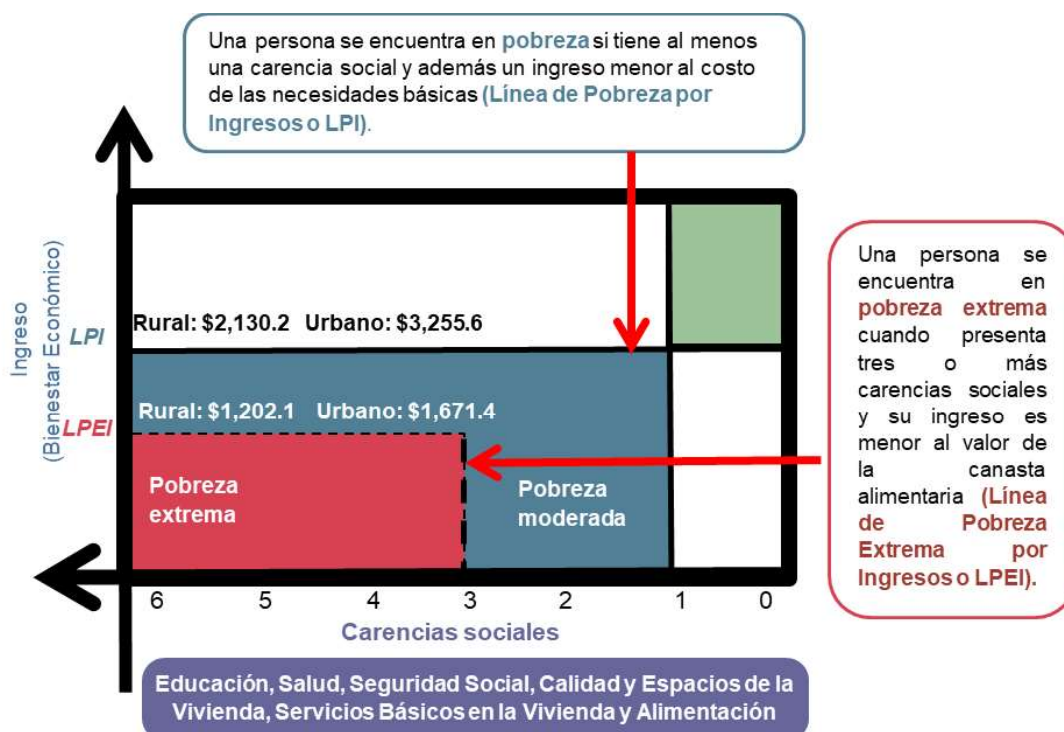 Una persona se encuentra en pobreza si tiene al menos
una carencia social y además un ingreso menor al costo
de las necesidades básicas (Línea de Pobreza por
Ingresos o LPI).
Ingreso
(Bienestar Económico)
LPI
Rural: $2,130.2 Urbano: $3,255.6
LPEI
Rural: $1,202.1 Urbano: $1,671.4
Pobreza
extrema
Pobreza
moderada
Una persona se
encuentra en
pobreza extrema
cuando presenta
tres o más
carencias sociales
y su ingreso es
menor al valor de
la canasta
alimentaria (Línea
de Pobreza
Extrema por
Ingresos o LPEI).
6 5 4 3 2 1 0
Carencias sociales
Educación, Salud, Seguridad Social, Calidad y Espacios de la
Vivienda, Servicios Básicos en la Vivienda y Alimentación